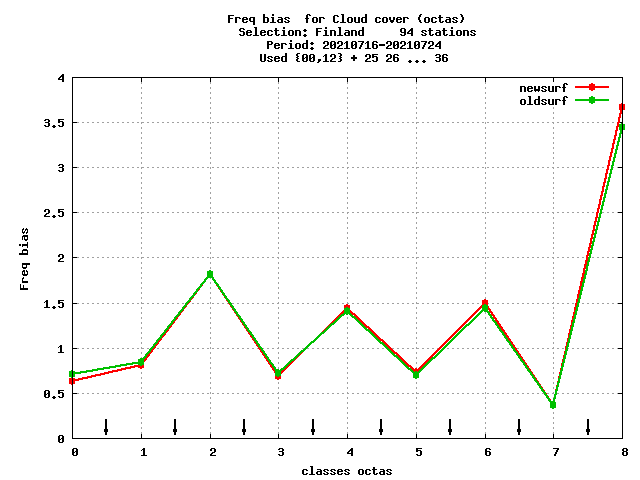 Freq bias  for Cloud cover (octas)
Selection: Finland     94 stations
Period: 20210716-20210724
Used {00,12} + 25 26 ... 36
newsurf
oldsurf
4
3.5
3
2.5
2
1.5
1
0.5
0
Freq bias
0 1 2 3 4 5 6 7 8
classes octas